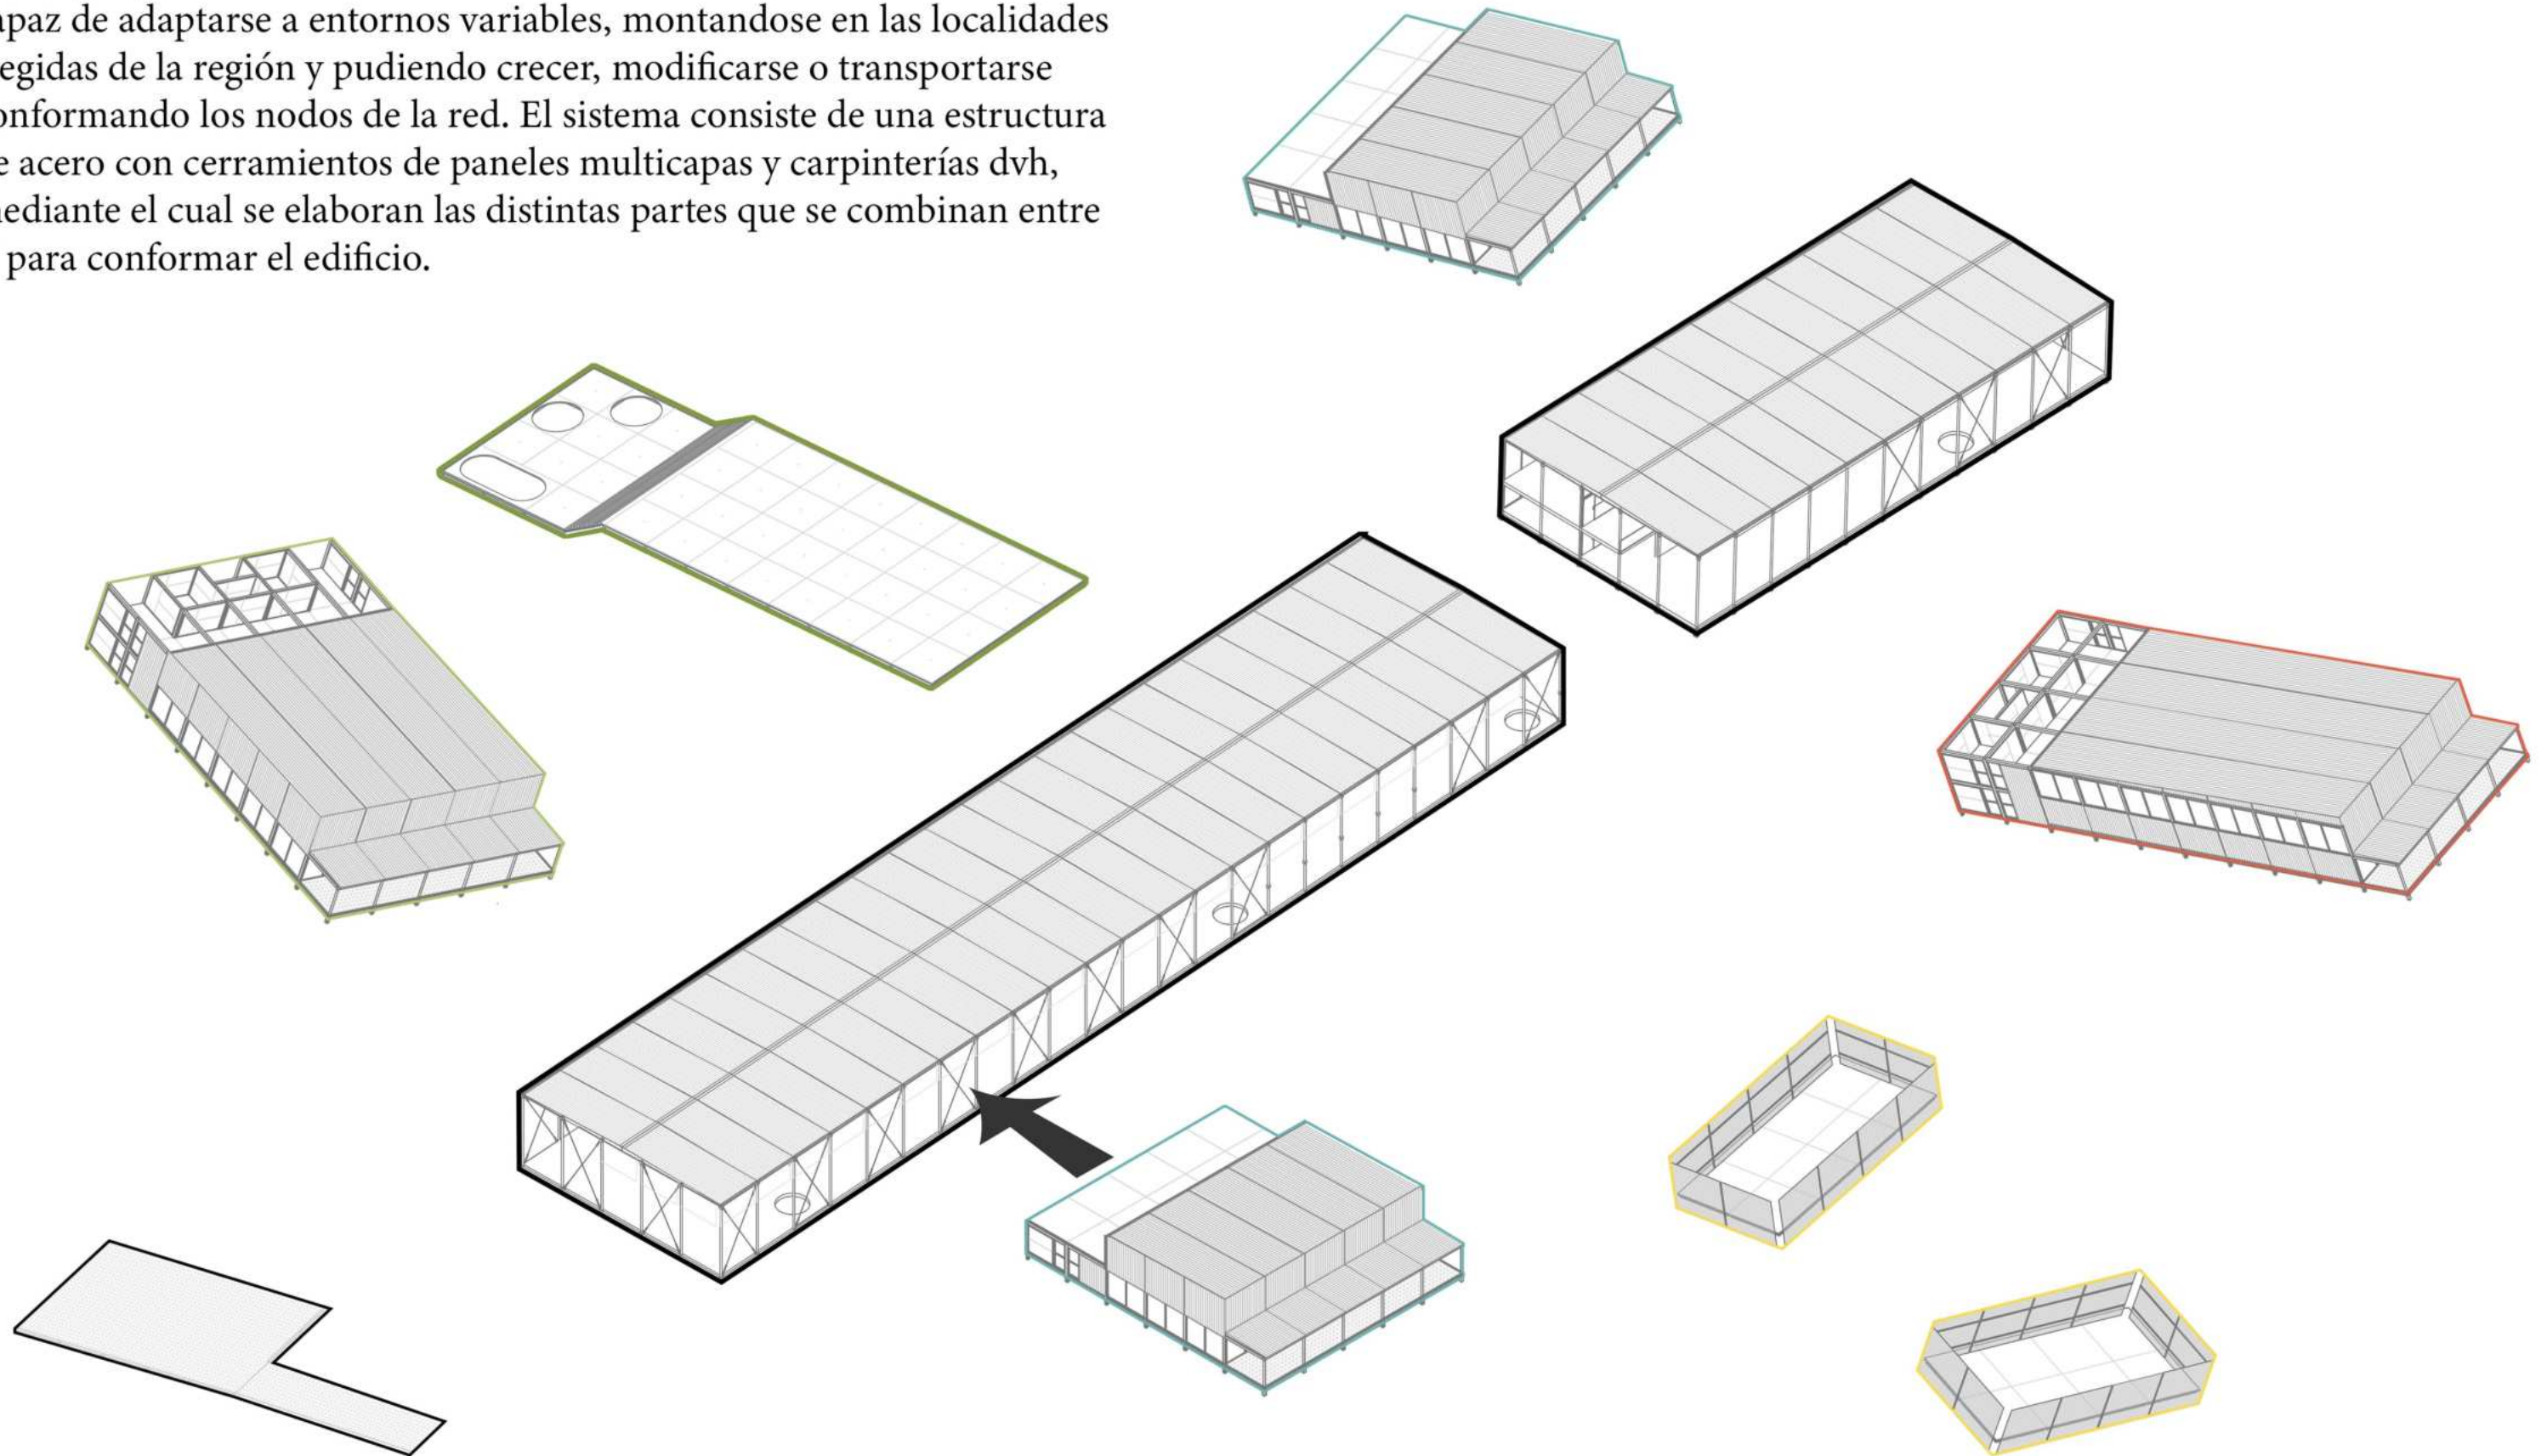 apaz de adaptarse a entornos variables, montandose en las localidades
egidas de la región y pudiendo crecer, modificarse o transportarse
onformando los nodos de la red. El sistema consiste de una estructura
e acero con cerramientos de paneles multicapas y carpinterías dvh,
nediante el cual se elaboran las distintas partes que se combinan entre
para conformar el edificio.